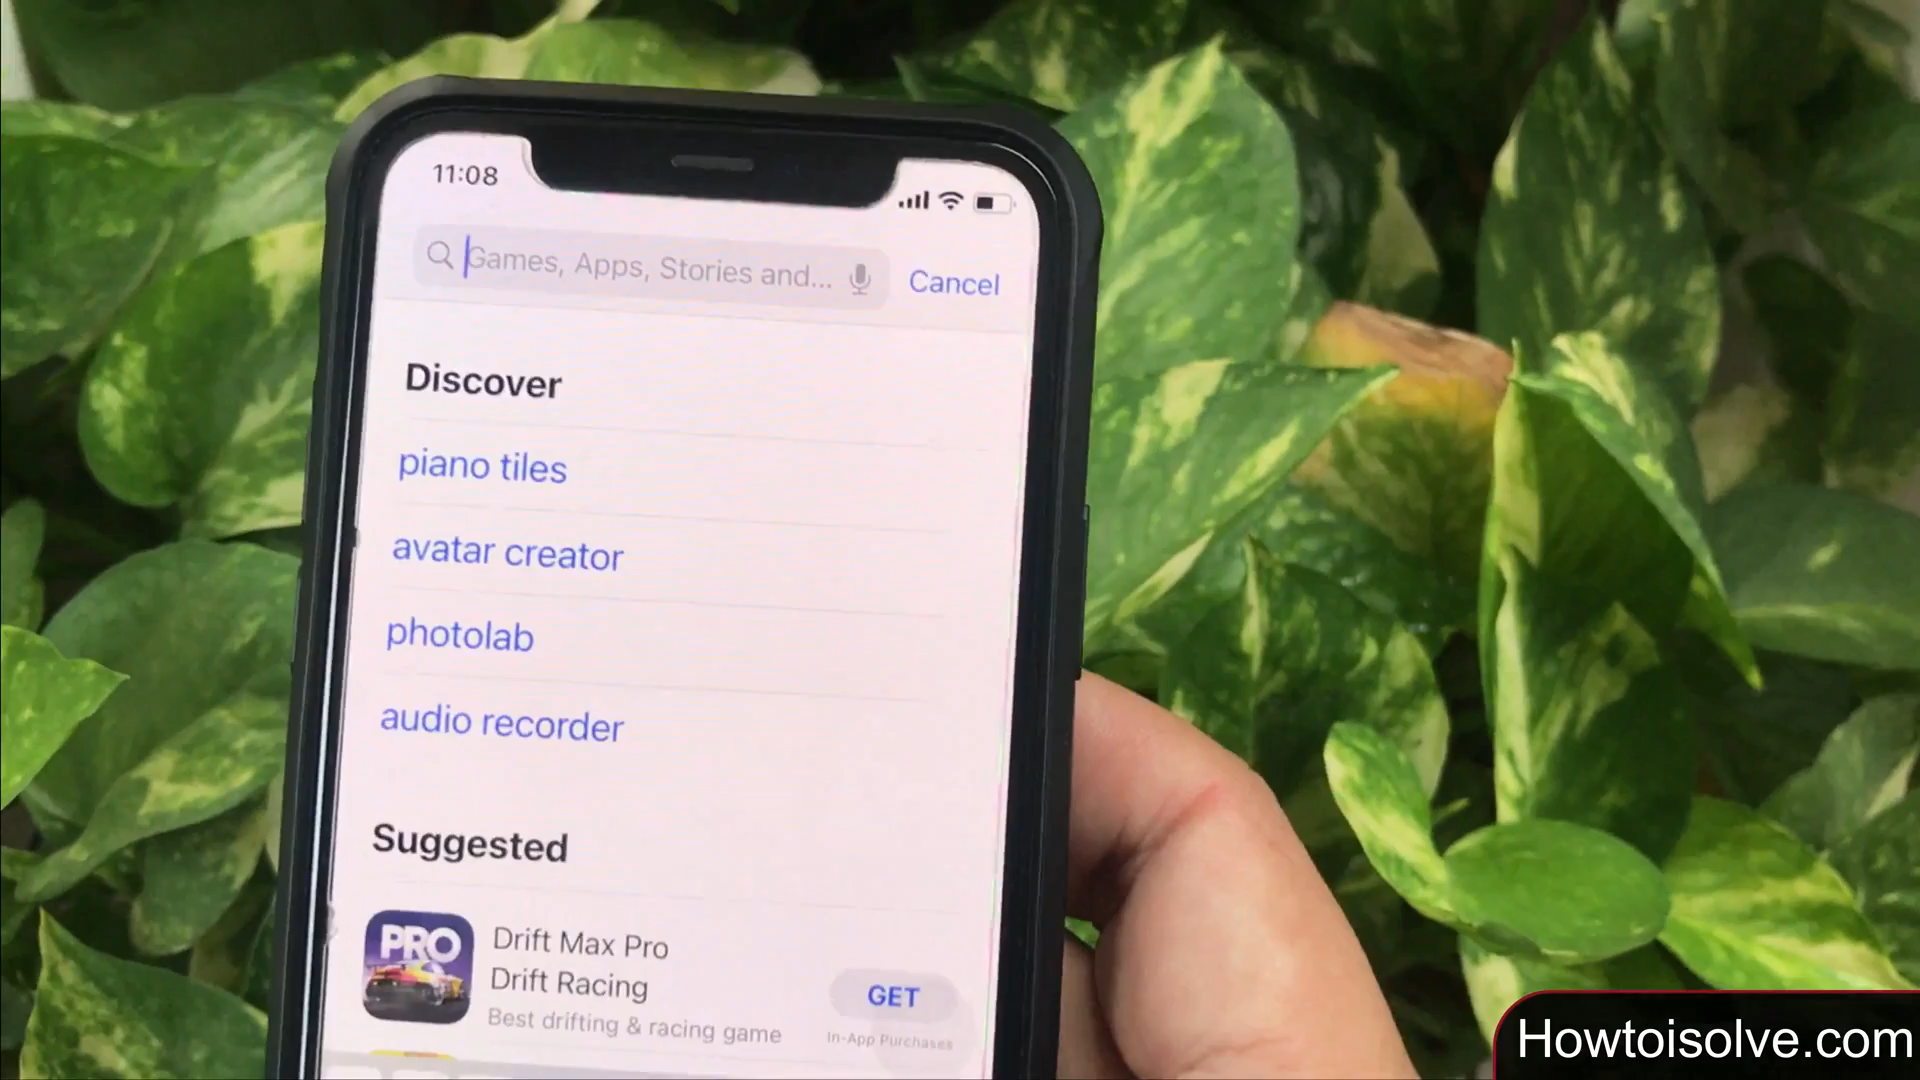 11:08
Games, Apps, Stories and...
Cancel
Discover
piano tiles
avatar creator
photolab
audio recorder
Suggested
PRO
Drift Max Pro
Drift Racing
Best drifting & racing game
GET
In-App Purchases
Howtoisolve.com